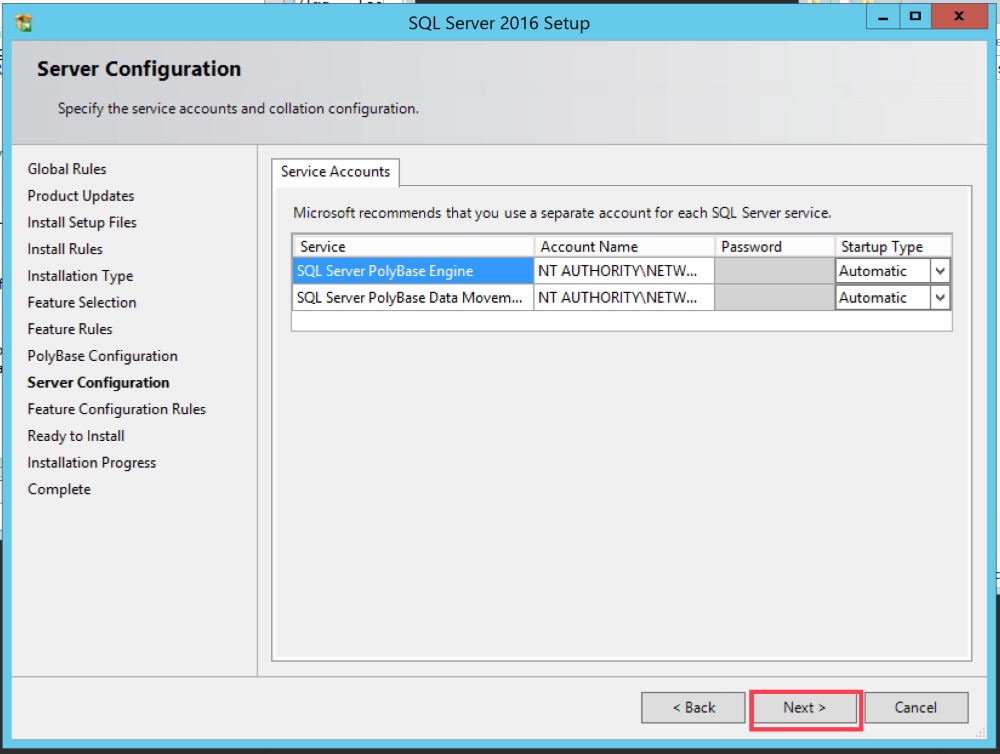 SQL Server 2016 Setup
Server Configuration
Specify the service accounts and collation configuration.
Global Rules
Product Updates
Install Setup Files
Install Rules
Installation Type
Feature Selection
Feature Rules
PolyBase Configuration
Server Configuration
Feature Configuration Rules
Ready to Install
Installation Progress
Complete
Service Accounts
Microsoft recommends that you use a separate account for each SQL Server service.
Service Account Name Password Startup Type
SQL Server PolyBase Engine NT AUTHORITY\NETW... Automatic
SQL Server PolyBase Data Movem... NT AUTHORITY\NETW... Automatic
< Back Next > Cancel